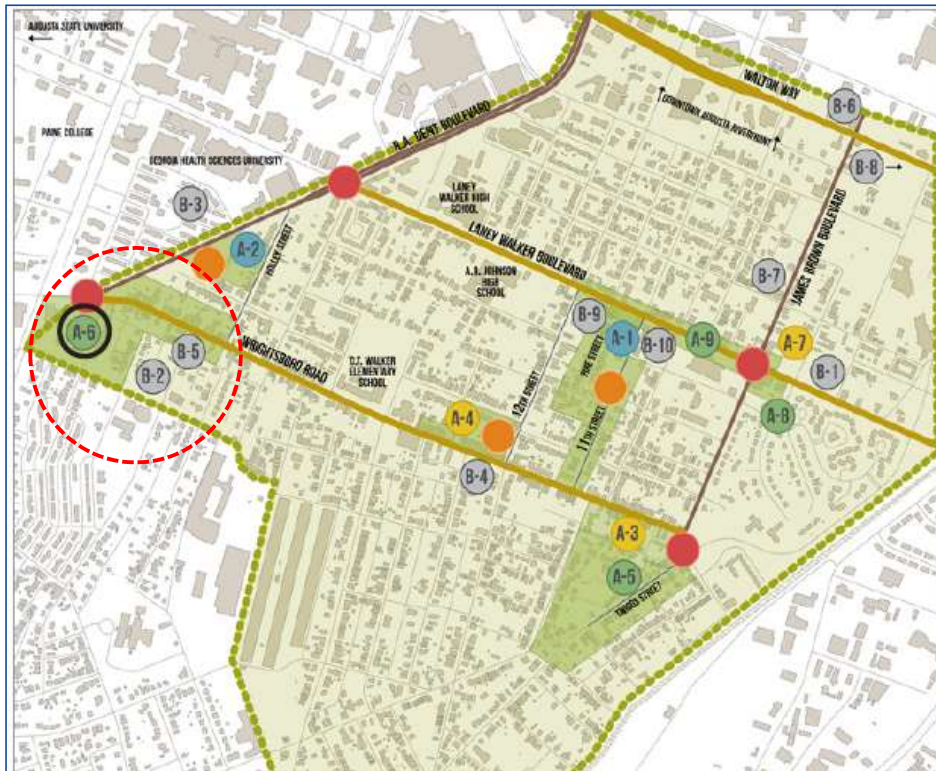 AUGUSTA STATE UNIVERSITY
WALTON WAY
B-6
R.A. DENT BOULEVARD
DOWNTOWN AUGUSTA RIVERFRONT
PAINE COLLEGE
GEORGIA HEALTH SCIENCES UNIVERSITY
B-8
LANEY
WALKER HIGH
SCHOOL
B-3
LANEY WALKER BOULEVARD
JAMES BROWN BOULEVARD
A-2
HOLLEY STREET
A.R. JOHNSON
HIGH
SCHOOL
B-7
A-6
B-9
A-1
B-10
A-9
A-7
B-5
WRIGHTSBORO ROAD
C.T. WALKER
ELEMENTARY
SCHOOL
PINE STREET
B-2
B-1
12TH STREET
A-4
11TH STREET
A-8
B-4
A-3
A-5